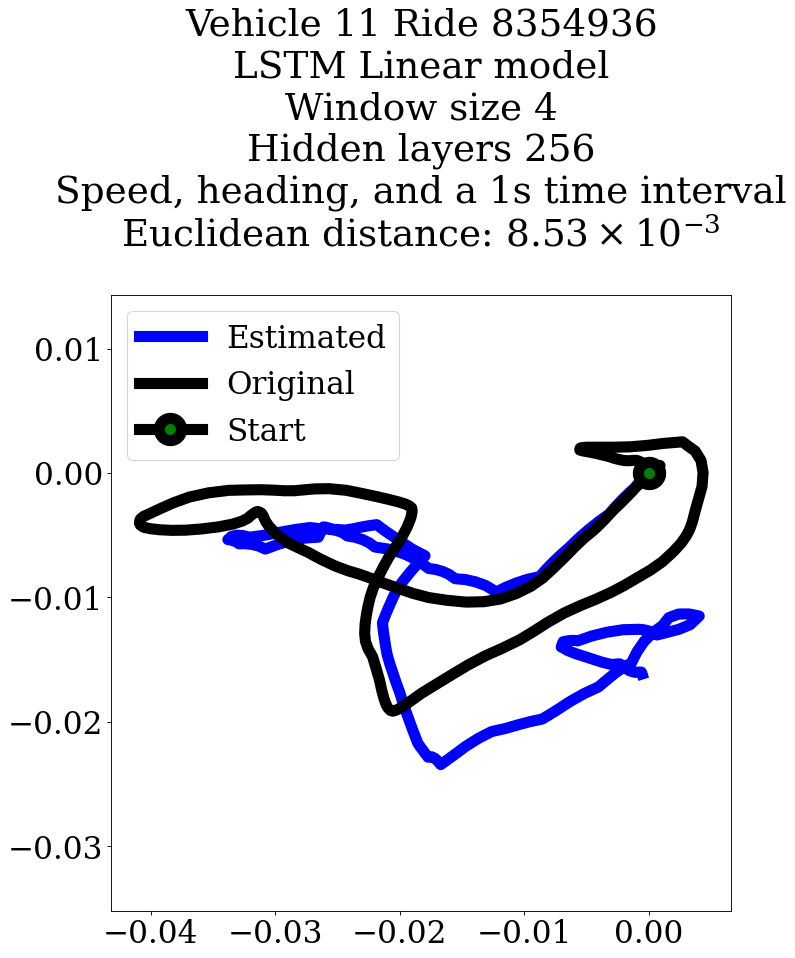 Vehicle 11 Ride 8354936
LSTM Linear model
Window size 4
Hidden layers 256
Speed, heading, and a 1s time interval
Euclidean distance: 8.53 × 10⁻³
Estimated
Original
Start
0.01
0.00
−0.01
−0.02
−0.03
−0.04 −0.03 −0.02 −0.01 0.00